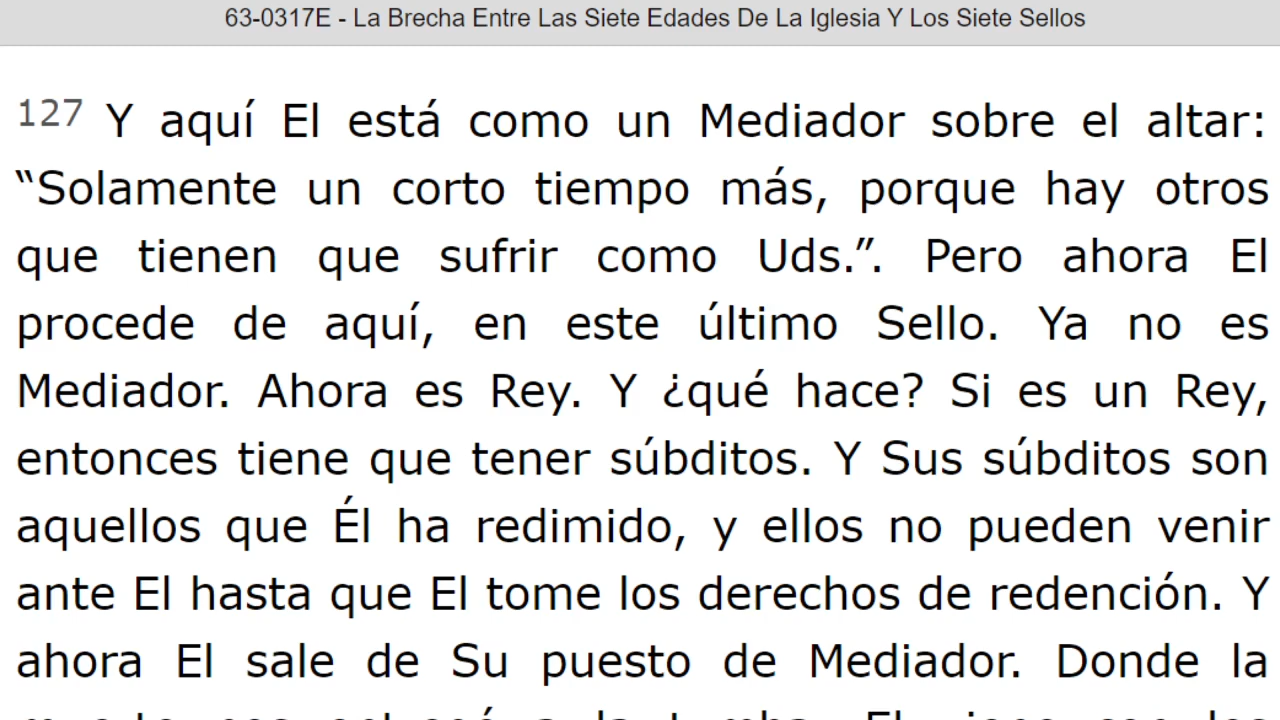 63-0317E - La Brecha Entre Las Siete Edades De La Iglesia Y Los Siete Sellos
127 Y aquí El está como un Mediador sobre el altar:
“Solamente un corto tiempo más, porque hay otros
que tienen que sufrir como Uds.”. Pero ahora El
procede de aquí, en este último Sello. Ya no es
Mediador. Ahora es Rey. Y ¿qué hace? Si es un Rey,
entonces tiene que tener súbditos. Y Sus súbditos son
aquellos que Él ha redimido, y ellos no pueden venir
ante El hasta que El tome los derechos de redención. Y
ahora El sale de Su puesto de Mediador. Donde la